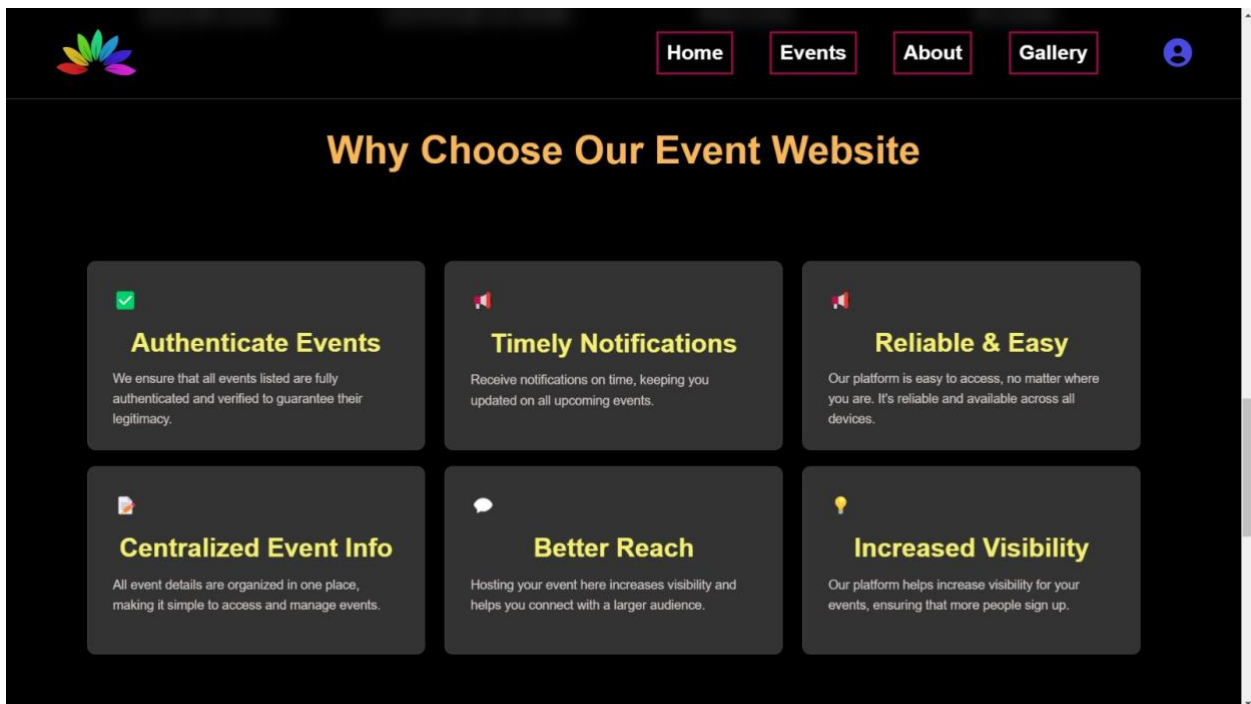 Home Events About Gallery
Why Choose Our Event Website
Authenticate Events
We ensure that all events listed are fully
authenticated and verified to guarantee their
legitimacy.
Timely Notifications
Receive notifications on time, keeping you
updated on all upcoming events.
Reliable & Easy
Our platform is easy to access, no matter where
you are. It's reliable and available across all
devices.
Centralized Event Info
All event details are organized in one place,
making it simple to access and manage events.
Better Reach
Hosting your event here increases visibility and
helps you connect with a larger audience.
Increased Visibility
Our platform helps increase visibility for your
events, ensuring that more people sign up.